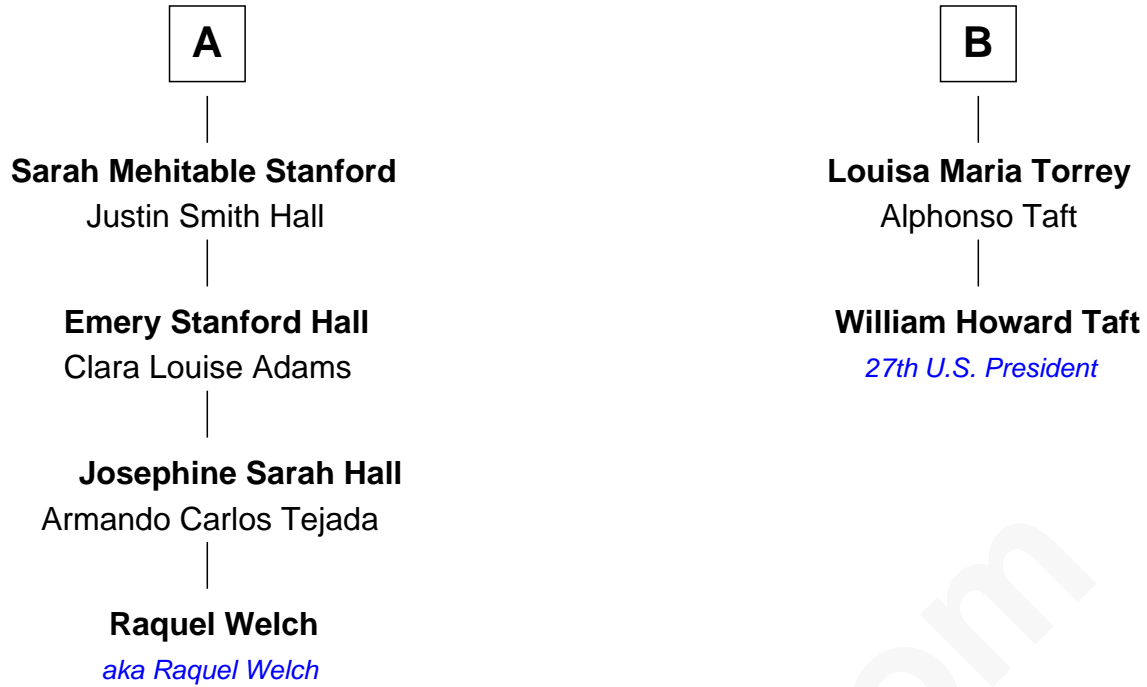 A
B
Sarah Mehitable Stanford
Louisa Maria Torrey
Justin Smith Hall
Alphonso Taft
Emery Stanford Hall
William Howard Taft
Clara Louise Adams
27th U.S. President
Josephine Sarah Hall
Armando Carlos Tejada
Raquel Welch
aka Raquel Welch
om